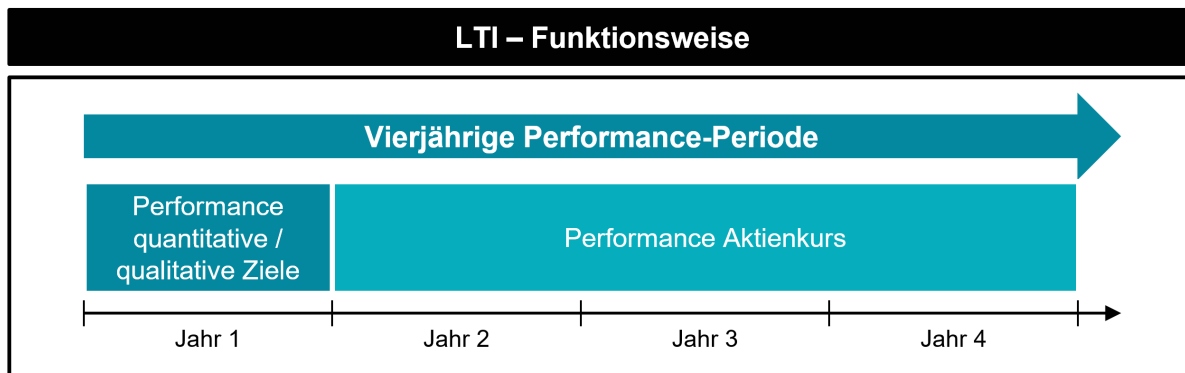 LTI – Funktionsweise
Vierjährige Performance-Periode
Performance
quantitative /
qualitative Ziele
Performance Aktienkurs
Jahr 1
Jahr 2
Jahr 3
Jahr 4